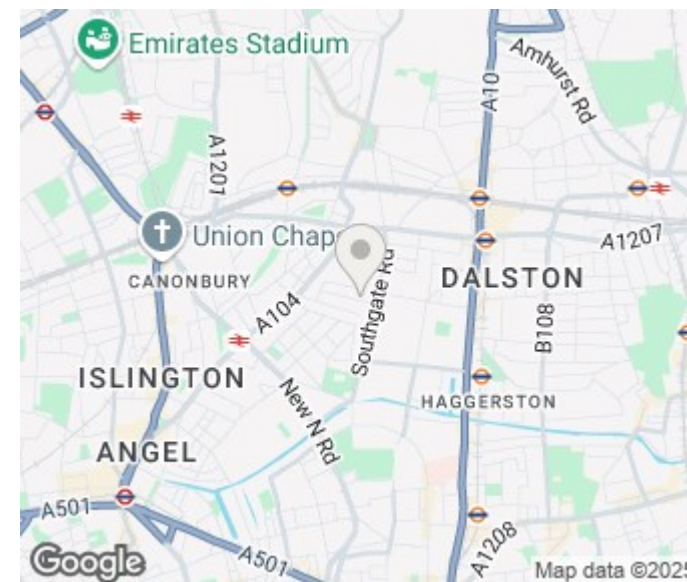 Emirates Stadium
Amhurst Rd
A10
A1207
Union Chap
A1207
CANONBURY
Southgate Rd
DALSTON
A104
B108
ISLINGTON
New N Rd
HAGGERSTON
ANGEL
A501
A501
A1208
Google
Map data ©2025